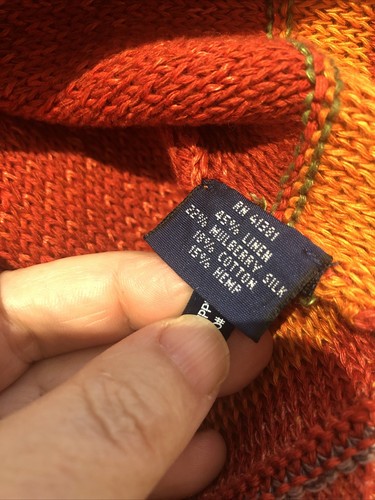 RN 41381
45% LINEN
22% MULBERRY SILK
18% COTTON
15% HEMP